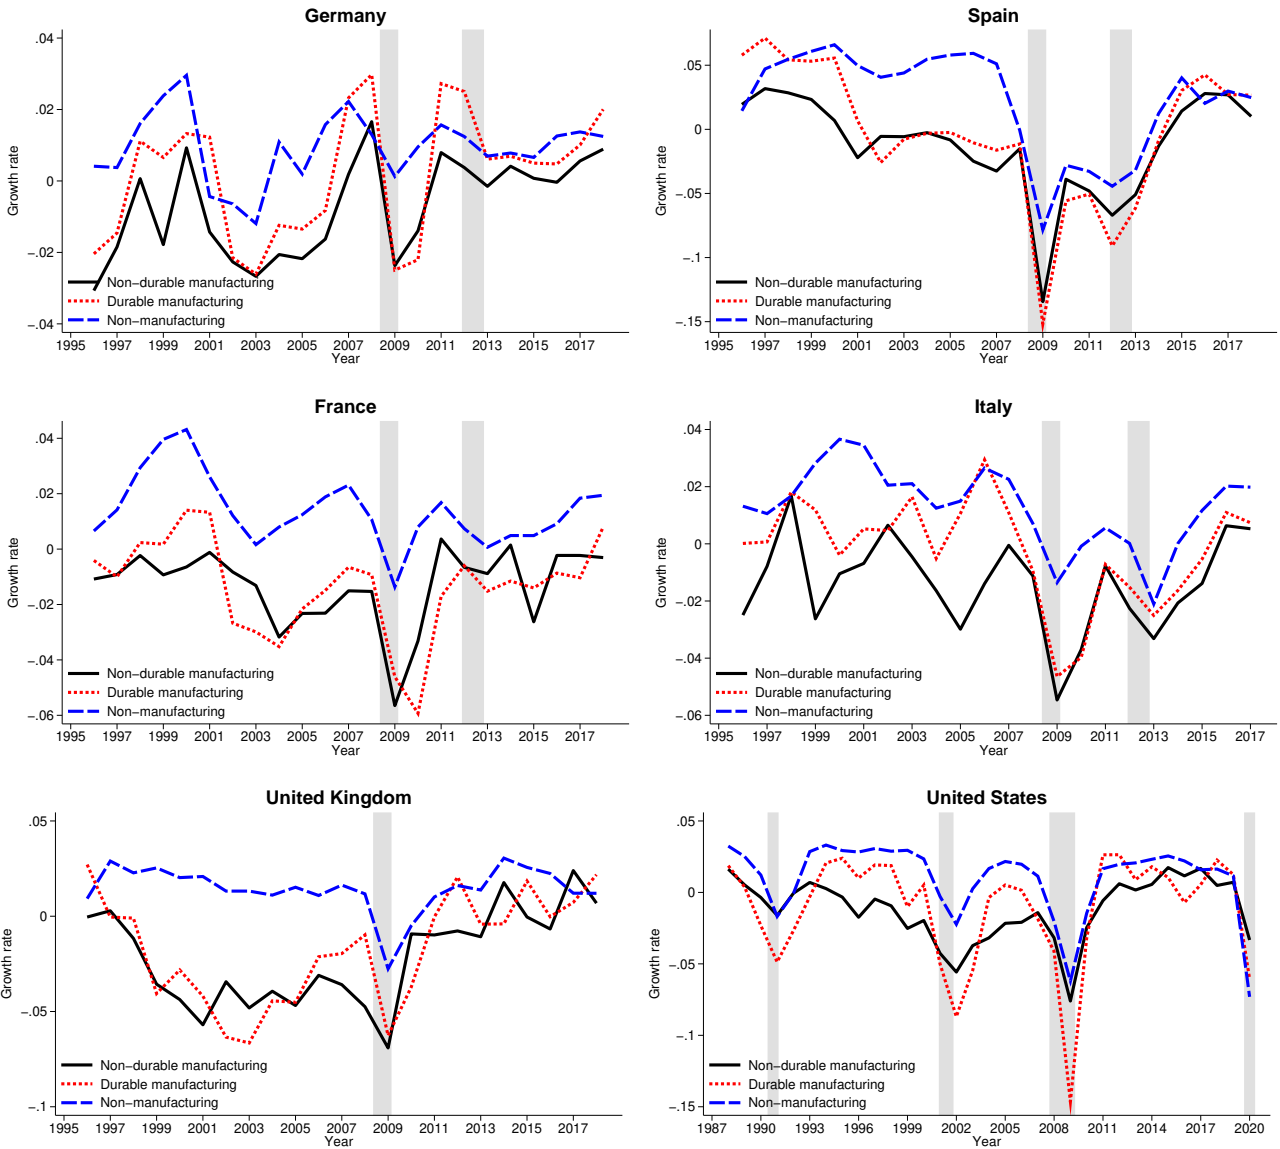 Germany
.04
.02
0
−.02
−.04
Growth rate
Non−durable manufacturing
Durable manufacturing
Non−manufacturing
1995 1997 1999 2001 2003 2005 2007 2009 2011 2013 2015 2017
Year
Spain
.05
0
−.05
−.1
−.15
Growth rate
Non−durable manufacturing
Durable manufacturing
Non−manufacturing
1995 1997 1999 2001 2003 2005 2007 2009 2011 2013 2015 2017
Year
France
.04
.02
0
−.02
−.04
−.06
Growth rate
Non−durable manufacturing
Durable manufacturing
Non−manufacturing
1995 1997 1999 2001 2003 2005 2007 2009 2011 2013 2015 2017
Year
Italy
.04
.02
0
−.02
−.04
−.06
Growth rate
Non−durable manufacturing
Durable manufacturing
Non−manufacturing
1995 1997 1999 2001 2003 2005 2007 2009 2011 2013 2015 2017
Year
United Kingdom
.05
0
−.05
−.1
Growth rate
Non−durable manufacturing
Durable manufacturing
Non−manufacturing
1995 1997 1999 2001 2003 2005 2007 2009 2011 2013 2015 2017
Year
United States
.05
0
−.05
−.1
−.15
Growth rate
Non−durable manufacturing
Durable manufacturing
Non−manufacturing
1987 1990 1993 1996 1999 2002 2005 2008 2011 2014 2017 2020
Year